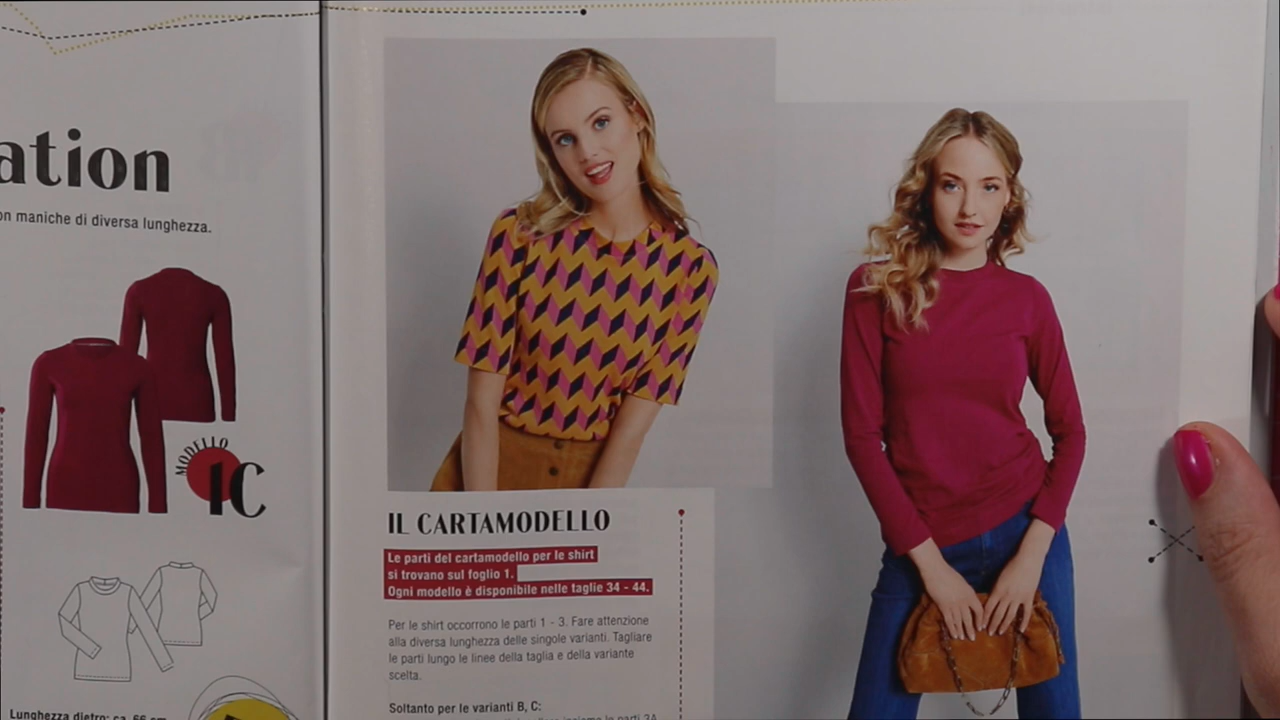 ation
on maniche di diversa lunghezza.
MODELLO
1C
Lunghezza dietro: ca. 66 cm
IL CARTAMODELLO
Le parti del cartamodello per le shirt
si trovano sul foglio 1.
Ogni modello è disponibile nelle taglie 34 - 44.
Per le shirt occorrono le parti 1 - 3. Fare attenzione
alla diversa lunghezza delle singole varianti. Tagliare
le parti lungo le linee della taglia e della variante
scelta.
Soltanto per le varianti B, C: